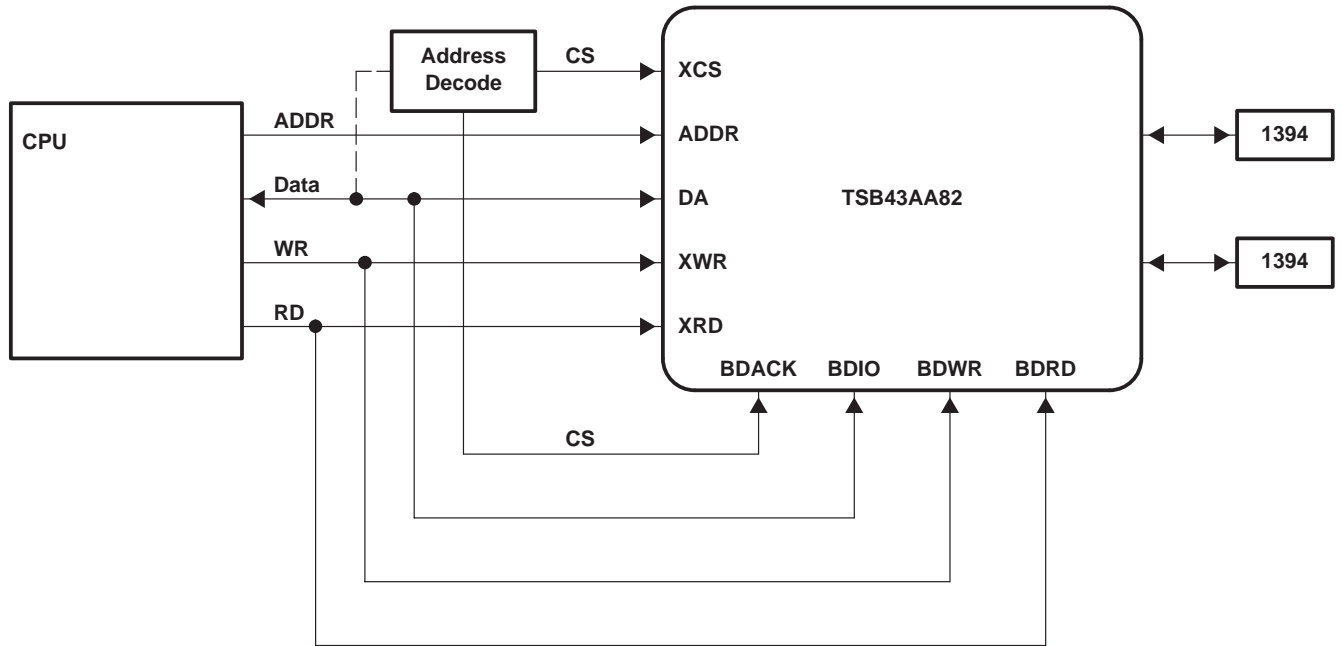 Address
Decode
CS
XCS
CPU
ADDR
ADDR
1394
Data
DA
TSB43AA82
WR
XWR
1394
RD
XRD
BDACK BDIO BDWR BDRD
CS